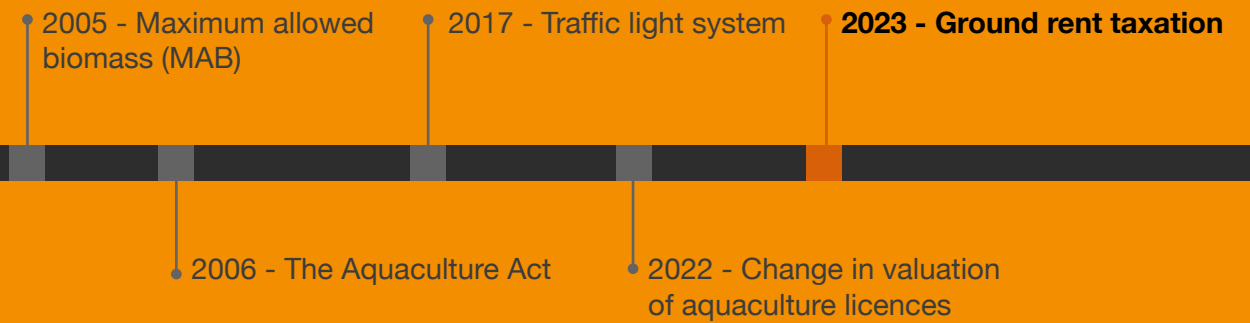 2005 - Maximum allowed
biomass (MAB)
2017 - Traffic light system
2023 - Ground rent taxation
2006 - The Aquaculture Act
2022 - Change in valuation
of aquaculture licences